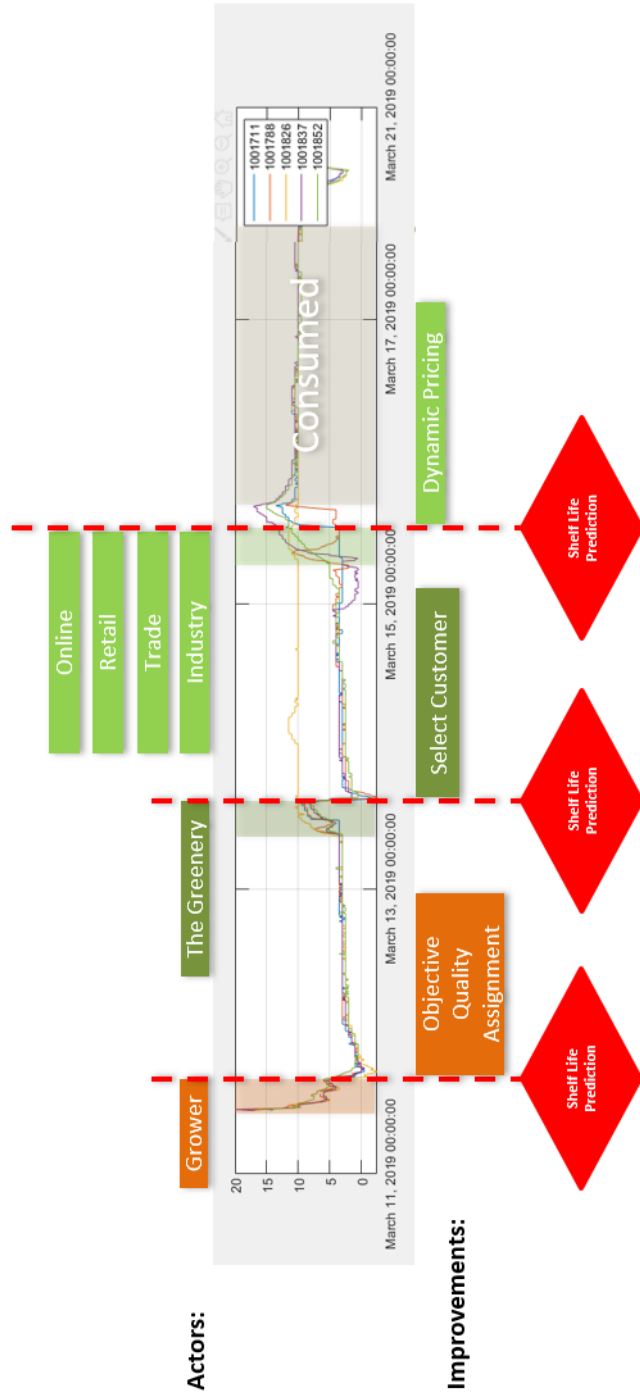 Actors:
Grower
The Greenery
Online
Retail
Trade
Industry
20
15
10
5
0
1001711
1001788
1001826
1001837
1001852
Consumed
March 11, 2019 00:00:00
March 13, 2019 00:00:00
March 15, 2019 00:00:00
March 17, 2019 00:00:00
March 21, 2019 00:00:00
Improvements:
Objective
Quality
Assignment
Select Customer
Dynamic Pricing
Shelf Life
Prediction
Shelf Life
Prediction
Shelf Life
Prediction